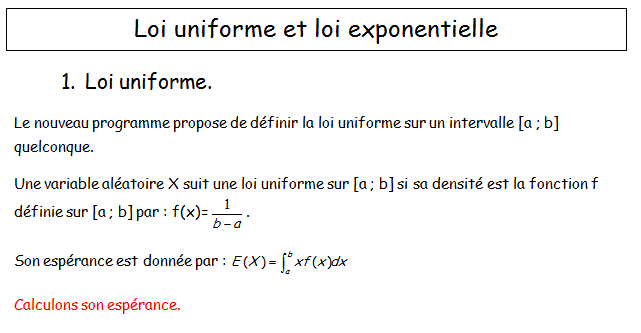 Loi uniforme et loi exponentielle
1. Loi uniforme.
Le nouveau programme propose de définir la loi uniforme sur un intervalle [a ; b]
quelconque.
Une variable aléatoire X suit une loi uniforme sur [a ; b] si sa densité est la fonction f
définie sur [a ; b] par : f(x)= 1/(b – a) .
Son espérance est donnée par : E(X) = ∫ₐᵇ xf(x)dx
Calculons son espérance.